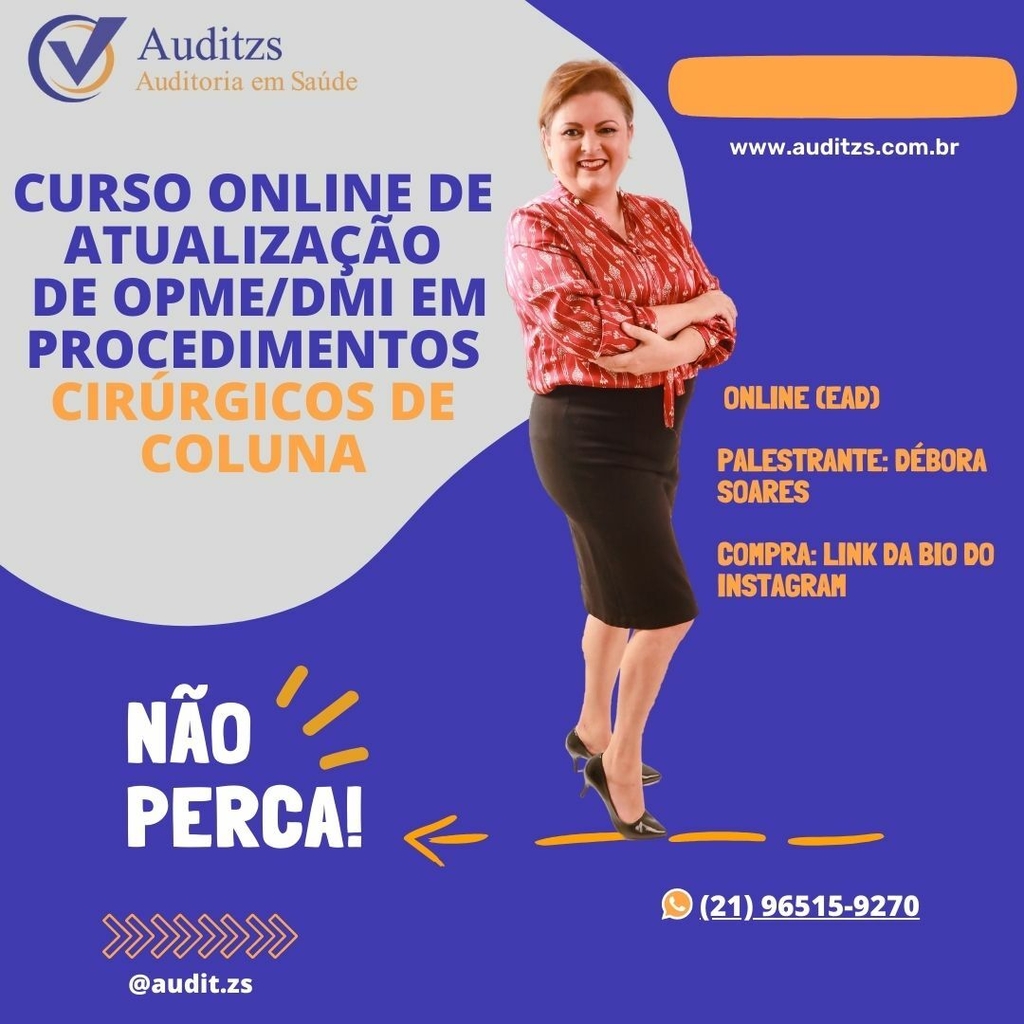 Auditzs
Auditoria em Saúde
www.auditzs.com.br
CURSO ONLINE DE
ATUALIZAÇÃO
DE OPME/DMI EM
PROCEDIMENTOS
CIRÚRGICOS DE
COLUNA
ONLINE (EAD)
PALESTRANTE: DÉBORA
SOARES
COMPRA: LINK DA BIO DO
INSTAGRAM
NÃO
PERCA!
(21) 96515-9270
@audit.zs